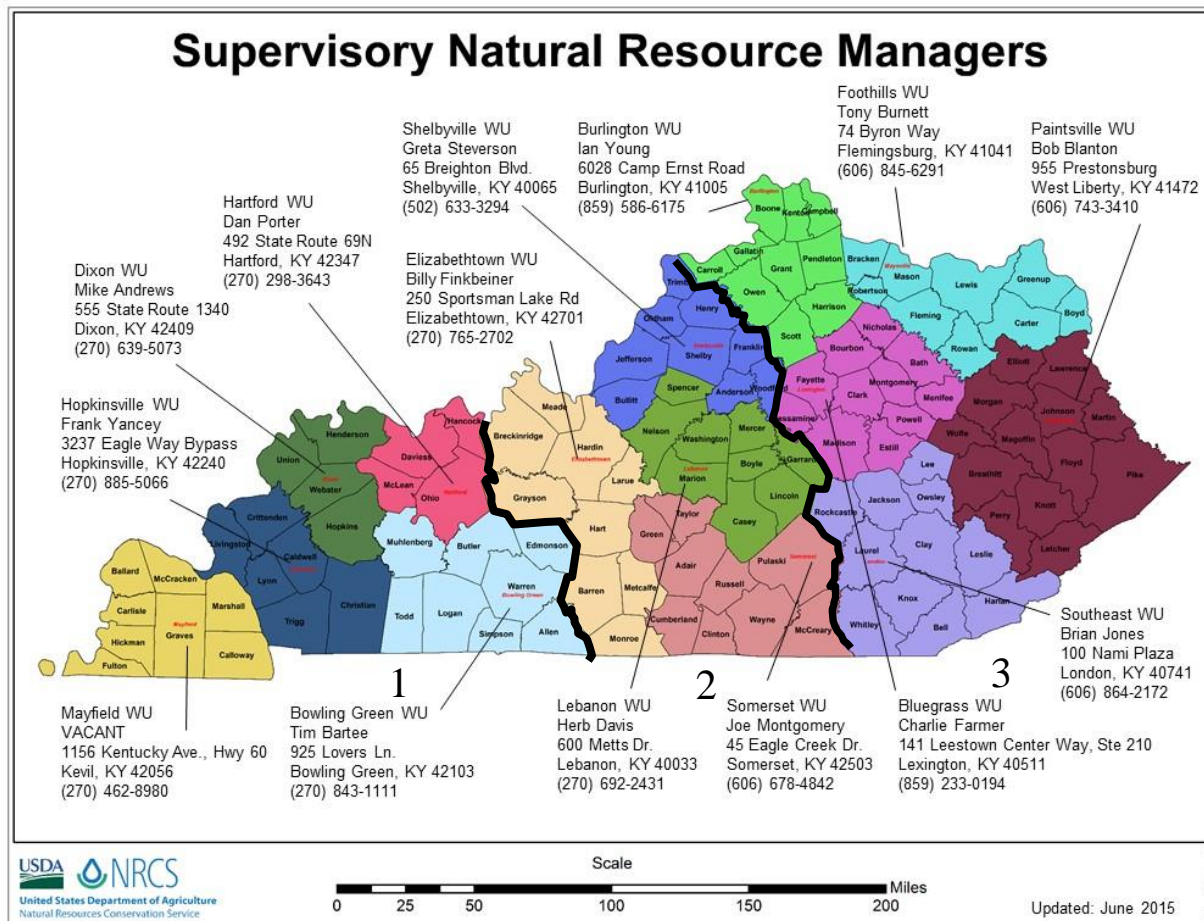 Supervisory Natural Resource Managers
Foothills WU
Tony Burnett
74 Byron Way
Flemingsburg, KY 41041
(606) 845-6291
Shelbyville WU
Greta Steverson
65 Breighton Blvd.
Shelbyville, KY 40065
(502) 633-3294
Burlington WU
Ian Young
6028 Camp Ernst Road
Burlington, KY 41005
(859) 586-6175
Paintsville WU
Bob Blanton
955 Prestonsburg
West Liberty, KY 41472
(606) 743-3410
Hartford WU
Dan Porter
492 State Route 69N
Hartford, KY 42347
(270) 298-3643
Elizabethtown WU
Billy Finkbeiner
250 Sportsman Lake Rd
Elizabethtown, KY 42701
(270) 765-2702
Dixon WU
Mike Andrews
555 State Route 1340
Dixon, KY 42409
(270) 639-5073
Hopkinsville WU
Frank Yancey
3237 Eagle Way Bypass
Hopkinsville, KY 42240
(270) 885-5066
Burlington
Boone
Kenton
Campbell
Gallatin
Carroll
Grant
Pendleton
Owen
Harrison
Scott
Bracken
Maysville
Mason
Robertson
Lewis
Greenup
Fleming
Boyd
Carter
Rowan
Henry
Oldham
Shelby
Franklin
Jefferson
Bullitt
Spencer
Anderson
Nicholas
Bourbon
Bath
Fayette
Lexington
Montgomery
Clark
Menifee
Powell
Madison
Estill
Elliott
Lawrence
Morgan
Johnson
Martin
Wolfe
Magoffin
Floyd
Pike
Breathitt
Knott
Perry
Letcher
Hancock
Meade
Breckinridge
Hardin
Elizabethtown
Larue
Grayson
Hart
Nelson
Washington
Mercer
Lebanon
Marion
Boyle
Garrard
Lincoln
Casey
Henderson
Union
Webster
Hopkins
Daviess
McLean
Ohio
Hartford
Crittenden
Livingston
Caldwell
Lyon
Trigg
Christian
Muhlenberg
Butler
Edmonson
Warren
Bowling Green
Todd
Logan
Simpson
Allen
Barren
Metcalfe
Monroe
Green
Taylor
Adair
Pulaski
Somerset
Russell
Cumberland
Clinton
Wayne
McCreary
Rockcastle
Jackson
Lee
Owsley
Laurel
Clay
Leslie
Knox
Harlan
Whitley
Bell
Ballard
McCracken
Carlisle
Marshall
Mayfield
Graves
Hickman
Fulton
Calloway
1
2
3
Southeast WU
Brian Jones
100 Nami Plaza
London, KY 40741
(606) 864-2172
Mayfield WU
VACANT
1156 Kentucky Ave., Hwy 60
Kevil, KY 42056
(270) 462-8980
Bowling Green WU
Tim Bartee
925 Lovers Ln.
Bowling Green, KY 42103
(270) 843-1111
Lebanon WU
Herb Davis
600 Metts Dr.
Lebanon, KY 40033
(270) 692-2431
Somerset WU
Joe Montgomery
45 Eagle Creek Dr.
Somerset, KY 42503
(606) 678-4842
Bluegrass WU
Charlie Farmer
141 Leestown Center Way, Ste 210
Lexington, KY 40511
(859) 233-0194
USDA NRCS
United States Department of Agriculture
Natural Resources Conservation Service
Scale
0 25 50 100 150 200 Miles
Updated: June 2015